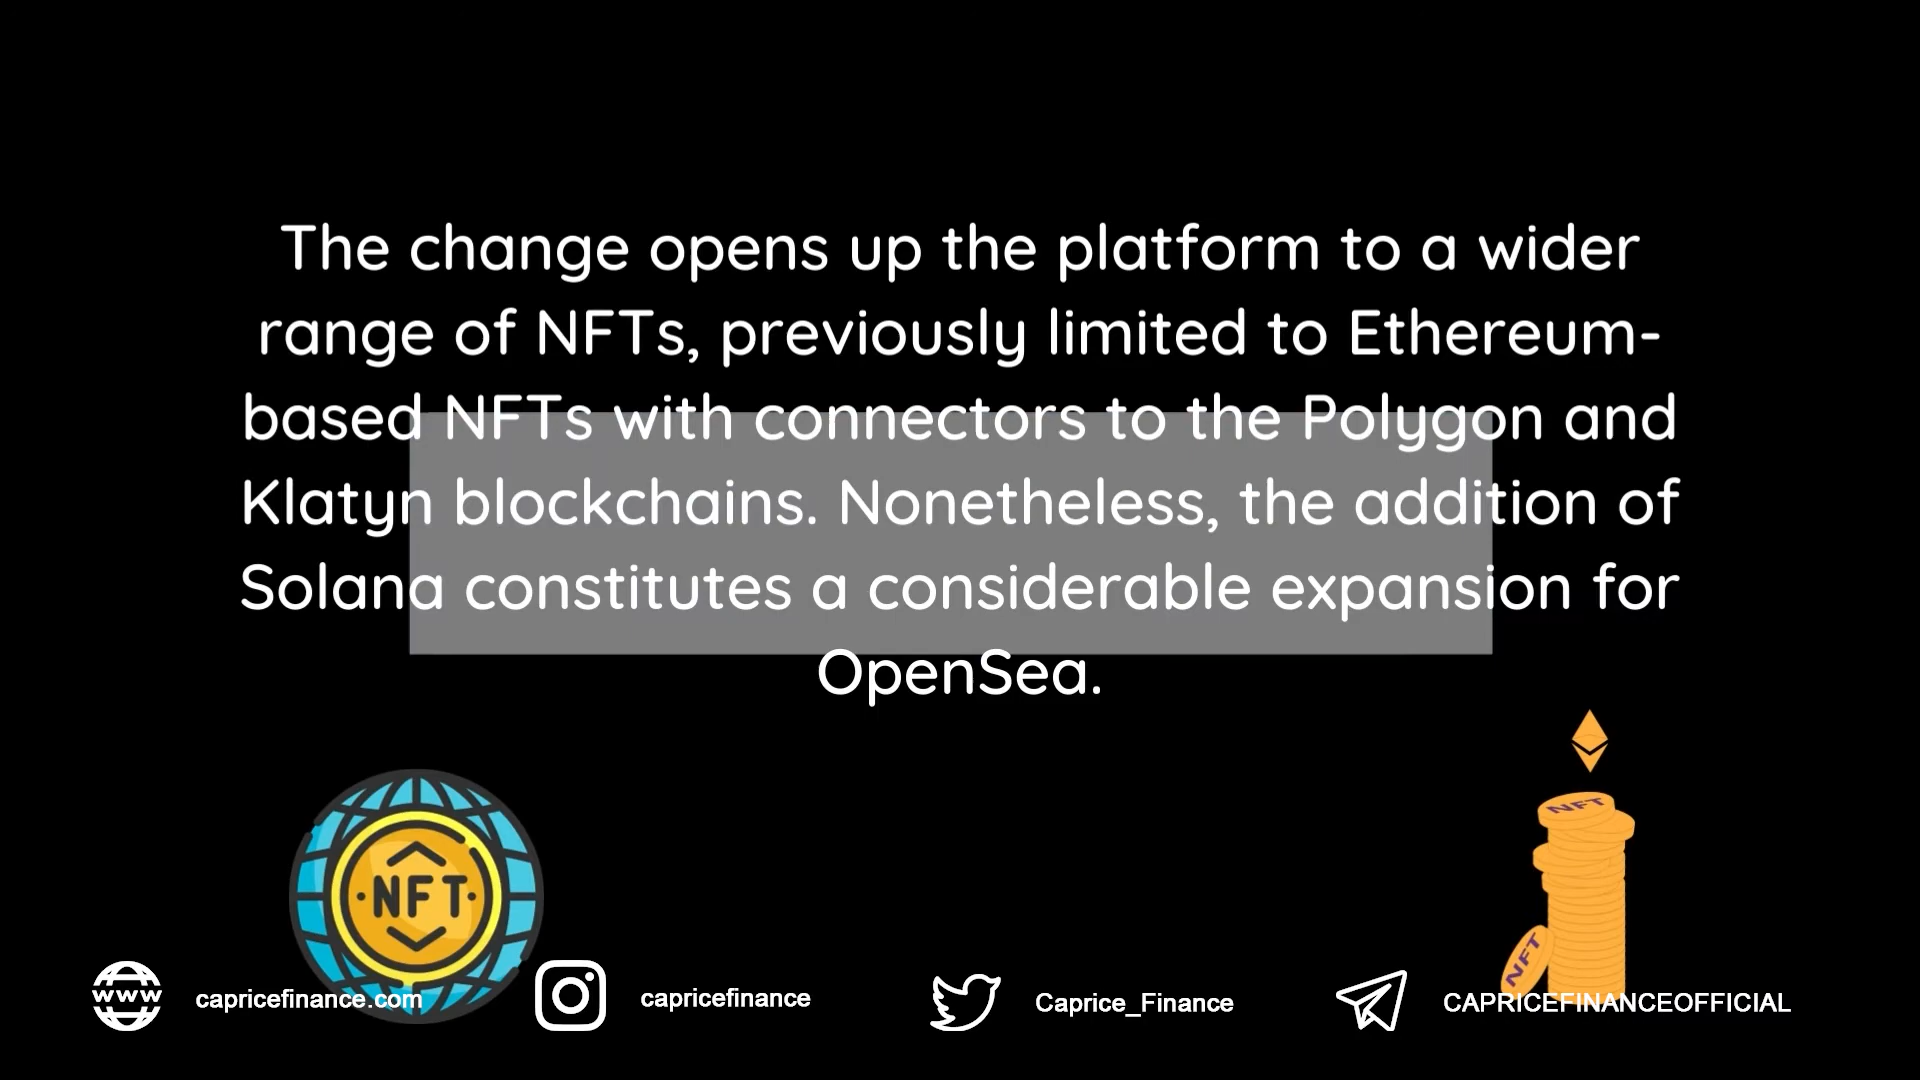 The change opens up the platform to a wider
range of NFTs, previously limited to Ethereum-
based NFTs with connectors to the Polygon and
Klatyn blockchains. Nonetheless, the addition of
Solana constitutes a considerable expansion for
OpenSea.
NFT
·NFT·
NFT
www
capricefinance.com
capricefinance
Caprice_Finance
CAPRICEFINANCEOFFICIAL